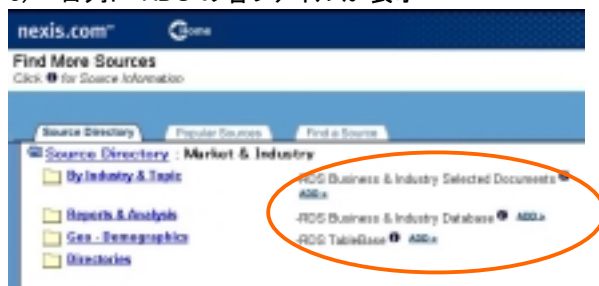 nexis.com™ Home
Find More Sources
Click for Source Information
Source Directory Popular Sources Find a Source
Source Directory : Market & Industry
By Industry & Topic -RDS Business & Industry Selected Documents
ADD »
Reports & Analysis -RDS Business & Industry Database ADD »
Geo - Demographics -RDS TableBase ADD »
Directories